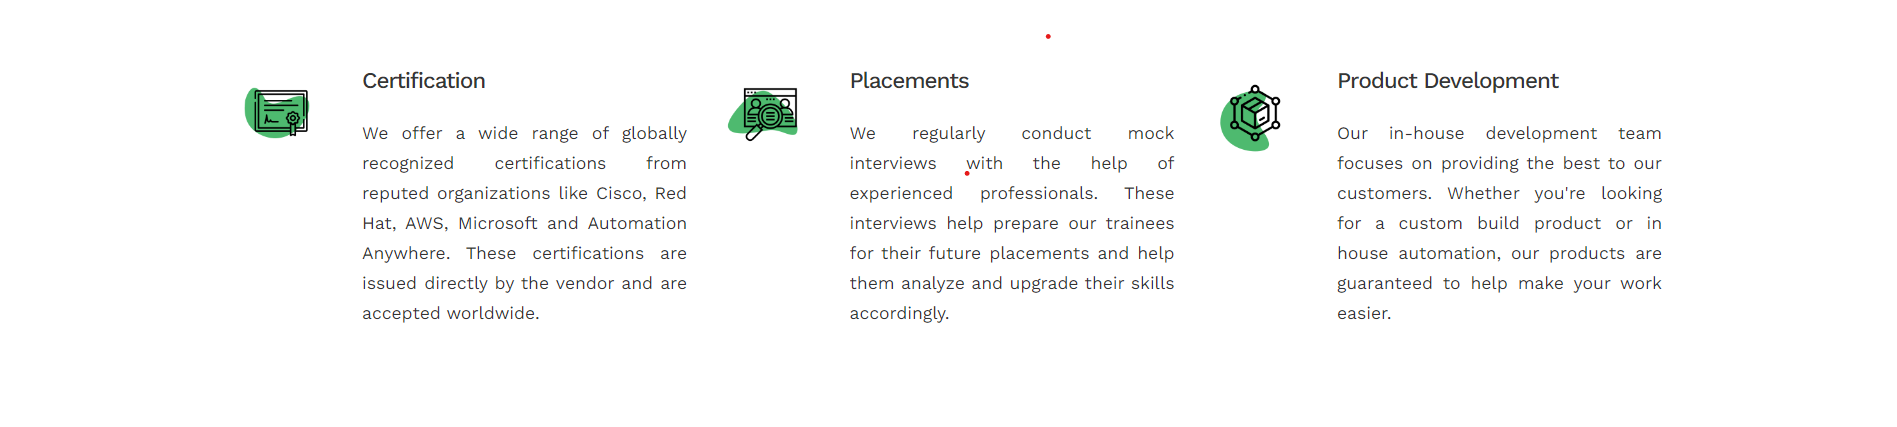 Certification
We offer a wide range of globally
recognized certifications from
reputed organizations like Cisco, Red
Hat, AWS, Microsoft and Automation
Anywhere. These certifications are
issued directly by the vendor and are
accepted worldwide.
Placements
We regularly conduct mock
interviews with the help of
experienced professionals. These
interviews help prepare our trainees
for their future placements and help
them analyze and upgrade their skills
accordingly.
Product Development
Our in-house development team
focuses on providing the best to our
customers. Whether you're looking
for a custom build product or in
house automation, our products are
guaranteed to help make your work
easier.